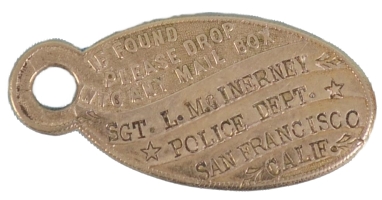 IF FOUND
PLEASE DROP
IN ANY MAIL BOX
SGT. L. McINERNEY
POLICE DEPT.
SAN FRANCISCO
CALIF.